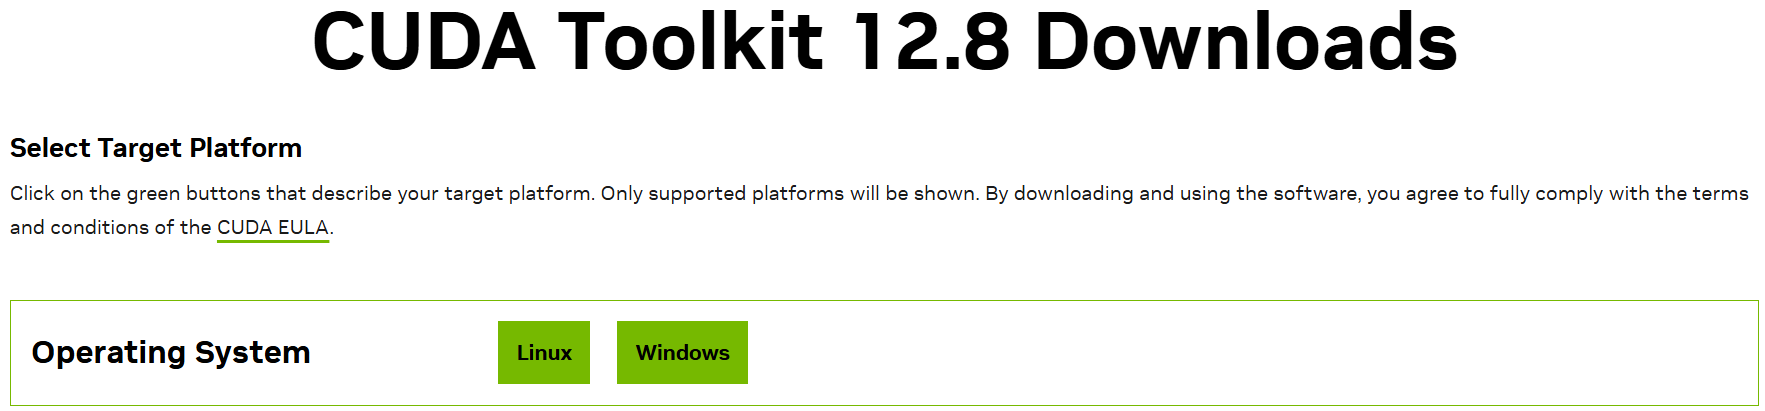 CUDA Toolkit 12.8 Downloads
Select Target Platform
Click on the green buttons that describe your target platform. Only supported platforms will be shown. By downloading and using the software, you agree to fully comply with the terms
and conditions of the CUDA EULA.
Operating System
Linux
Windows